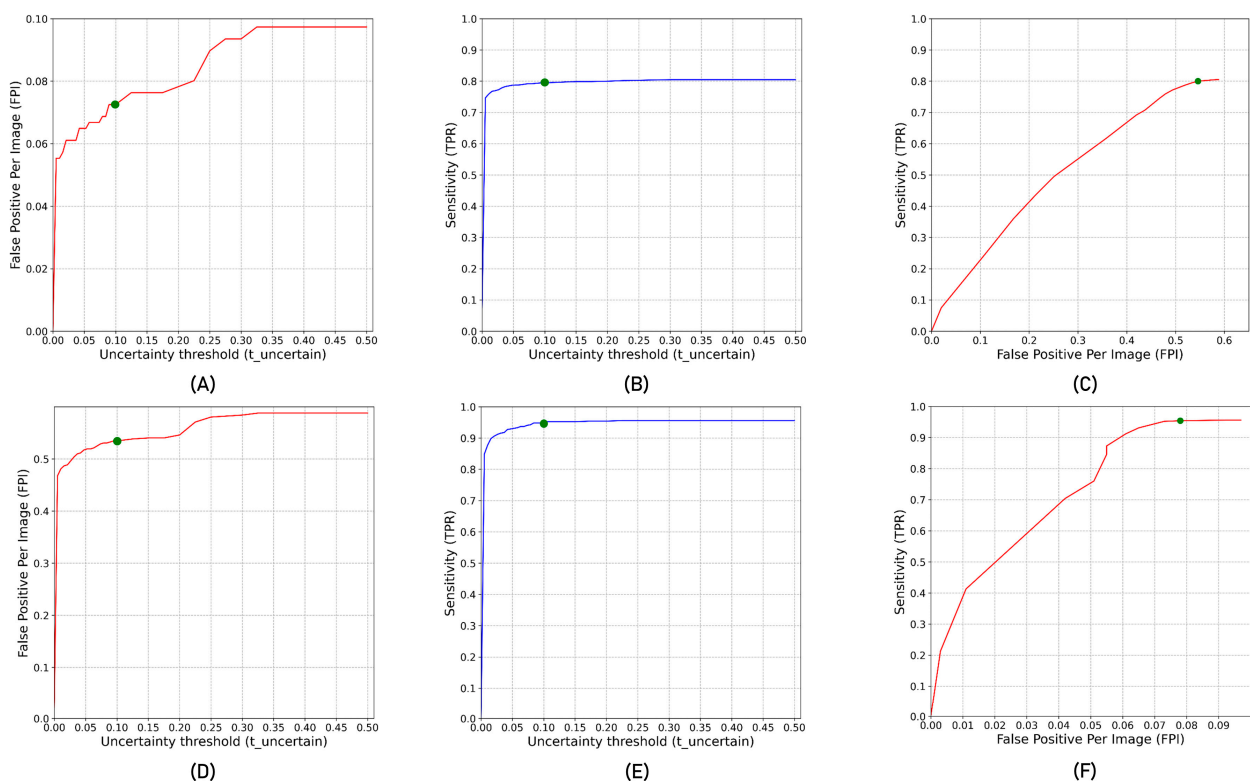 0.10
0.08
0.06
0.04
0.02
0.00
False Positive Per Image (FPI)
0.00 0.05 0.10 0.15 0.20 0.25 0.30 0.35 0.40 0.45 0.50
Uncertainty threshold (t_uncertain)
(A)
1.0
0.9
0.8
0.7
0.6
0.5
0.4
0.3
0.2
0.1
0.0
Sensitivity (TPR)
0.00 0.05 0.10 0.15 0.20 0.25 0.30 0.35 0.40 0.45 0.50
Uncertainty threshold (t_uncertain)
(B)
1.0
0.9
0.8
0.7
0.6
0.5
0.4
0.3
0.2
0.1
0.0
Sensitivity (TPR)
0.0 0.1 0.2 0.3 0.4 0.5 0.6
False Positive Per Image (FPI)
(C)
0.5
0.4
0.3
0.2
0.1
0.0
False Positive Per Image (FPI)
0.00 0.05 0.10 0.15 0.20 0.25 0.30 0.35 0.40 0.45 0.50
Uncertainty threshold (t_uncertain)
(D)
1.0
0.9
0.8
0.7
0.6
0.5
0.4
0.3
0.2
0.1
0.0
Sensitivity (TPR)
0.00 0.05 0.10 0.15 0.20 0.25 0.30 0.35 0.40 0.45 0.50
Uncertainty threshold (t_uncertain)
(E)
1.0
0.9
0.8
0.7
0.6
0.5
0.4
0.3
0.2
0.1
0.0
Sensitivity (TPR)
0.00 0.01 0.02 0.03 0.04 0.05 0.06 0.07 0.08 0.09
False Positive Per Image (FPI)
(F)